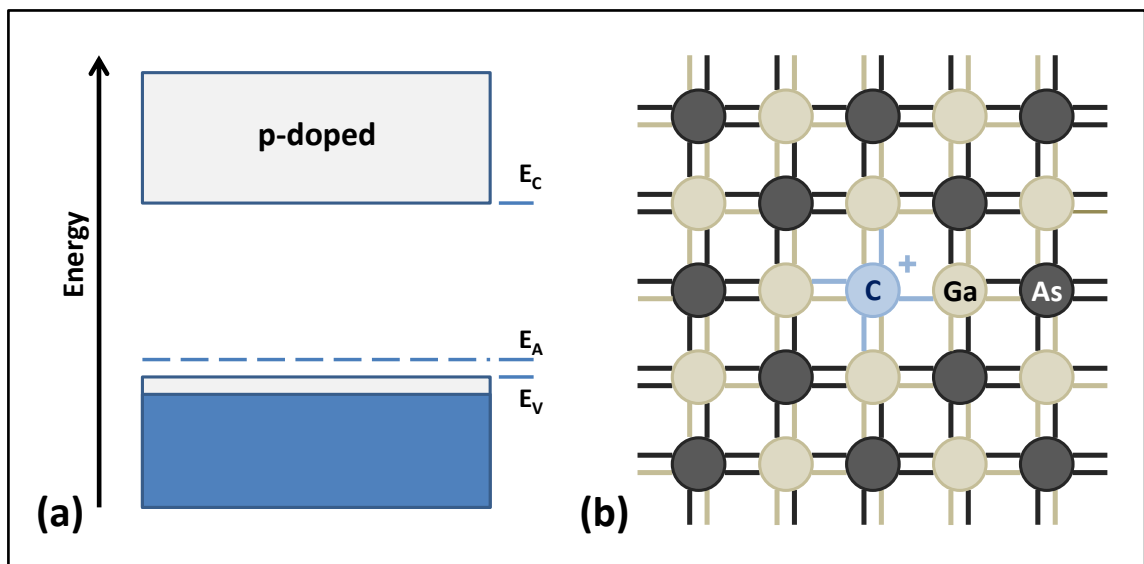 p-doped
E_C
Energy
E_A
E_V
(a)
+
C
Ga
As
(b)